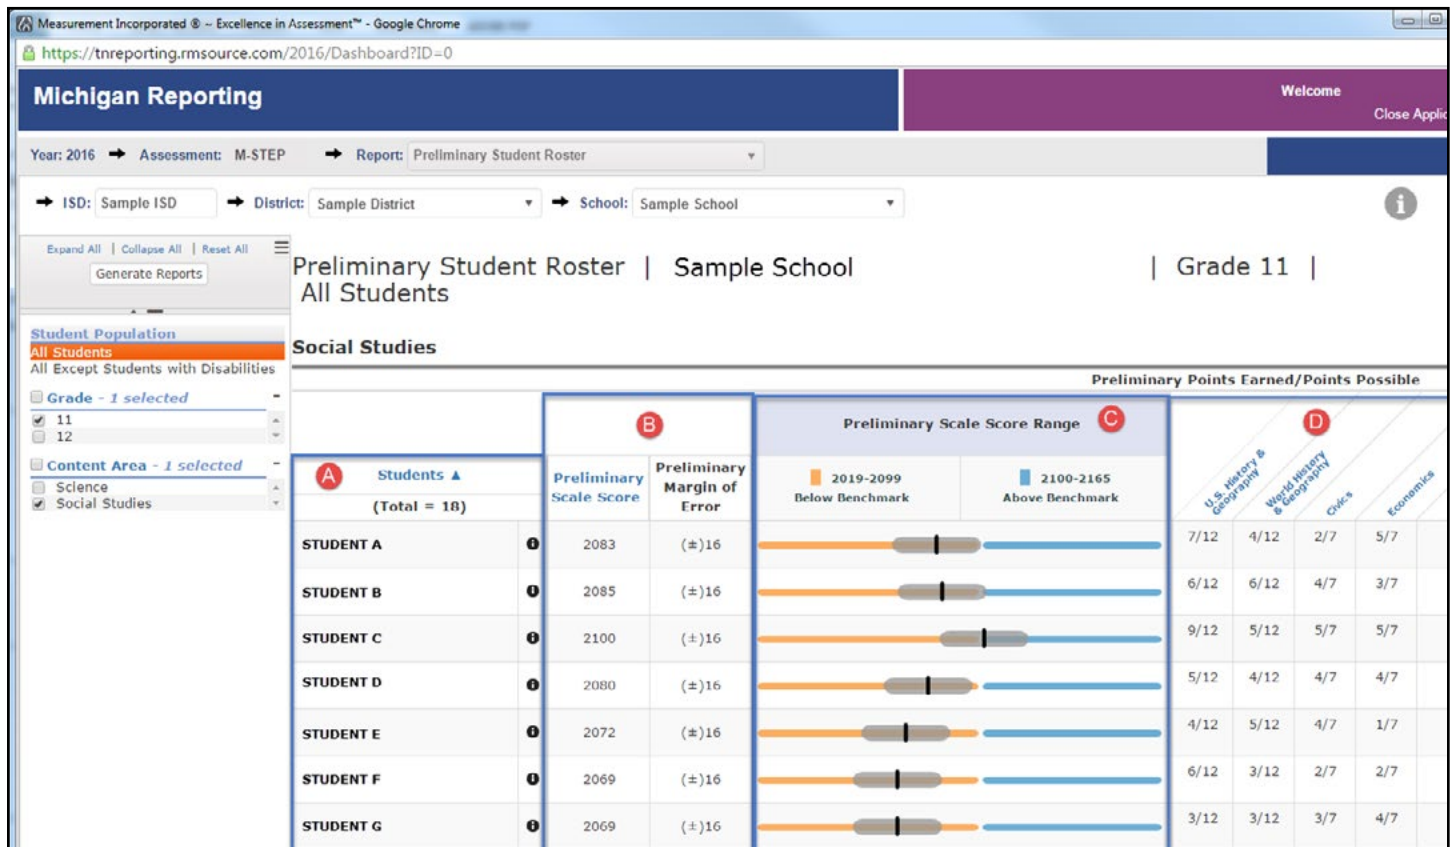 Measurement Incorporated ® ~ Excellence in Assessment™ - Google Chrome
https://tnreporting.rmsource.com/2016/Dashboard?ID=0
Michigan Reporting
Welcome
Close Applic
Year: 2016 ➡ Assessment: M-STEP ➡ Report: Preliminary Student Roster
➡ ISD: Sample ISD ➡ District: Sample District ➡ School: Sample School
Expand All | Collapse All | Reset All
Generate Reports
Preliminary Student Roster | Sample School | Grade 11 |
All Students
Student Population
All Students
All Except Students with Disabilities
Grade - 1 selected
11
12
Content Area - 1 selected
Science
Social Studies
Social Studies
Preliminary Points Earned/Points Possible
A
Students ▲
(Total = 18)
B
Preliminary Scale Score
Preliminary Margin of Error
Preliminary Scale Score Range C
2019-2099 Below Benchmark
2100-2165 Above Benchmark
D
U.S. History & Geography
World History & Geography
Civics
Economics
STUDENT A 2083 (±)16 7/12 4/12 2/7 5/7
STUDENT B 2085 (±)16 6/12 6/12 4/7 3/7
STUDENT C 2100 (±)16 9/12 5/12 5/7 5/7
STUDENT D 2080 (±)16 5/12 4/12 4/7 4/7
STUDENT E 2072 (±)16 4/12 5/12 4/7 1/7
STUDENT F 2069 (±)16 6/12 3/12 2/7 2/7
STUDENT G 2069 (±)16 3/12 3/12 3/7 4/7